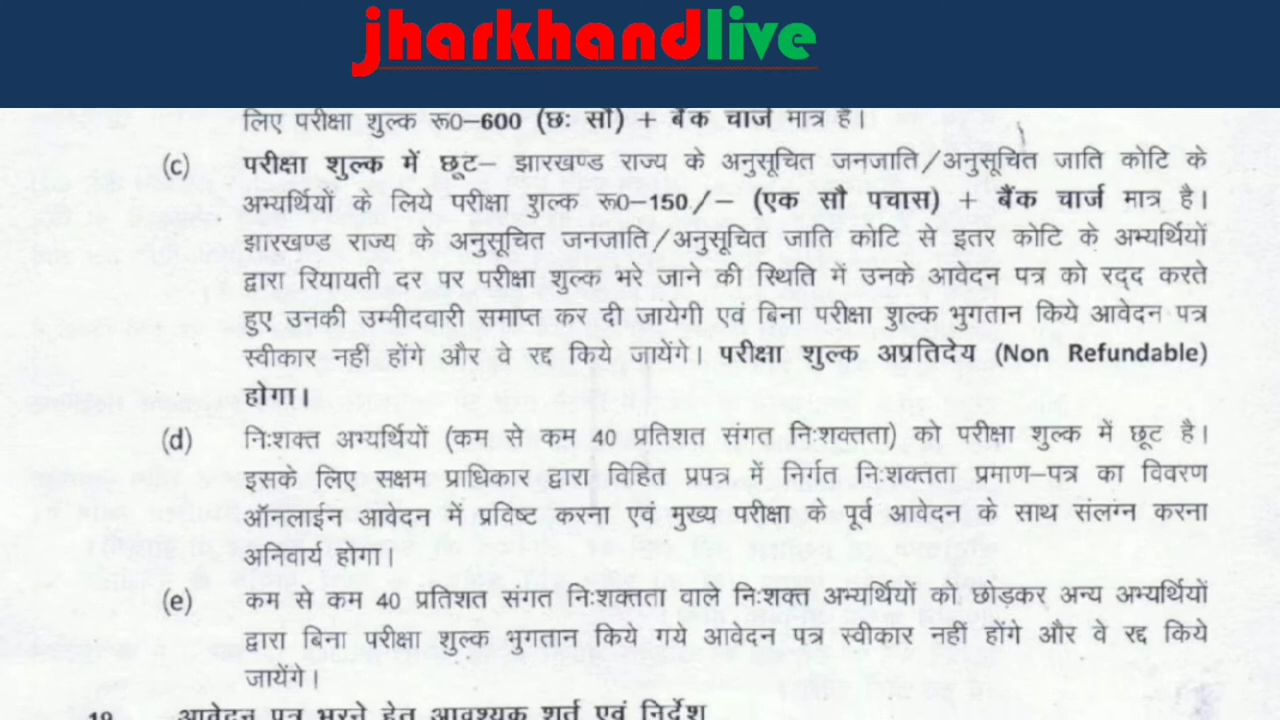 jharkhandlive
लिए परीक्षा शुल्क रू0–600 (छः सौ) + बैंक चार्ज मात्र है।
(c) परीक्षा शुल्क में छूट– झारखण्ड राज्य के अनुसूचित जनजाति/अनुसूचित जाति कोटि के
अभ्यर्थियों के लिये परीक्षा शुल्क रू0–150/– (एक सौ पचास) + बैंक चार्ज मात्र है।
झारखण्ड राज्य के अनुसूचित जनजाति/अनुसूचित जाति कोटि से इतर कोटि के अभ्यर्थियों
द्वारा रियायती दर पर परीक्षा शुल्क भरे जाने की स्थिति में उनके आवेदन पत्र को रद्द करते
हुए उनकी उम्मीदवारी समाप्त कर दी जायेगी एवं बिना परीक्षा शुल्क भुगतान किये आवेदन पत्र
स्वीकार नहीं होंगे और वे रद्द किये जायेंगे। परीक्षा शुल्क अप्रतिदेय (Non Refundable)
होगा।
(d) निःशक्त अभ्यर्थियों (कम से कम 40 प्रतिशत संगत निःशक्तता) को परीक्षा शुल्क में छूट है।
इसके लिए सक्षम प्राधिकार द्वारा विहित प्रपत्र में निर्गत निःशक्तता प्रमाण–पत्र का विवरण
ऑनलाईन आवेदन में प्रविष्ट करना एवं मुख्य परीक्षा के पूर्व आवेदन के साथ संलग्न करना
अनिवार्य होगा।
(e) कम से कम 40 प्रतिशत संगत निःशक्तता वाले निःशक्त अभ्यर्थियों को छोड़कर अन्य अभ्यर्थियों
द्वारा बिना परीक्षा शुल्क भुगतान किये गये आवेदन पत्र स्वीकार नहीं होंगे और वे रद्द किये
जायेंगे।
19 आवेदन पत्र भरने हेतु आवश्यक शर्त एवं निर्देश